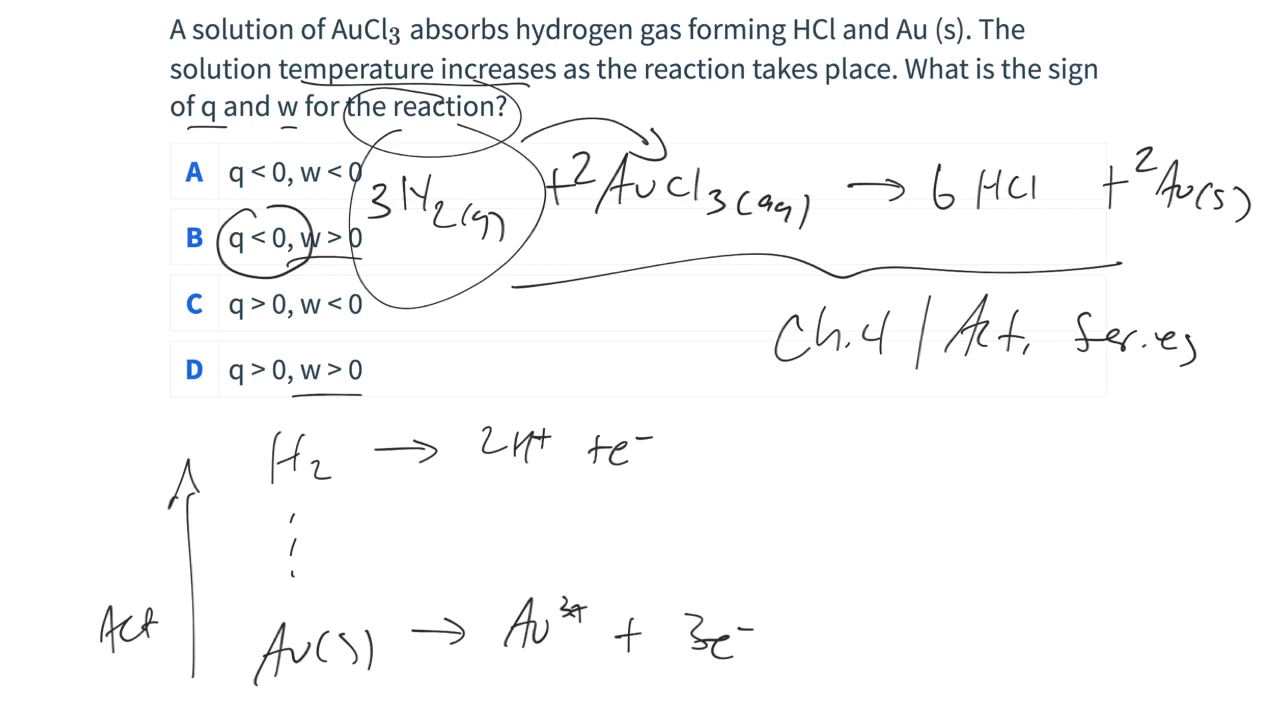 A solution of AuCl3 absorbs hydrogen gas forming HCl and Au (s). The
solution temperature increases as the reaction takes place. What is the sign
of q and w for the reaction?
A q < 0, w < 0
B q < 0, w > 0
C q > 0, w < 0
D q > 0, w > 0
3H2(g) + 2AuCl3(aq) → 6 HCl + 2Au(s)
Ch.4 / Act. Series
H2 → 2H+ + e-
Act
Au(s) → Au3+ + 3e-